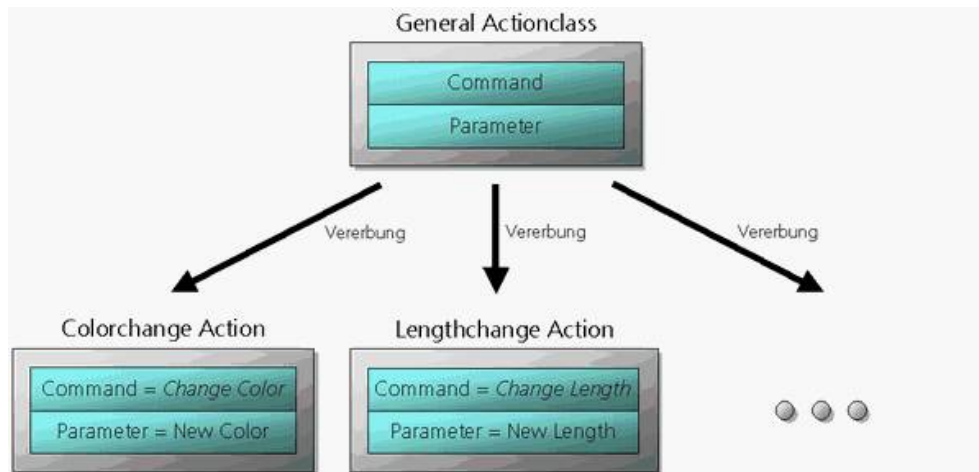 General Actionclass
Command
Parameter
Vererbung
Vererbung
Vererbung
Colorchange Action
Command = Change Color
Parameter = New Color
Lengthchange Action
Command = Change Length
Parameter = New Length